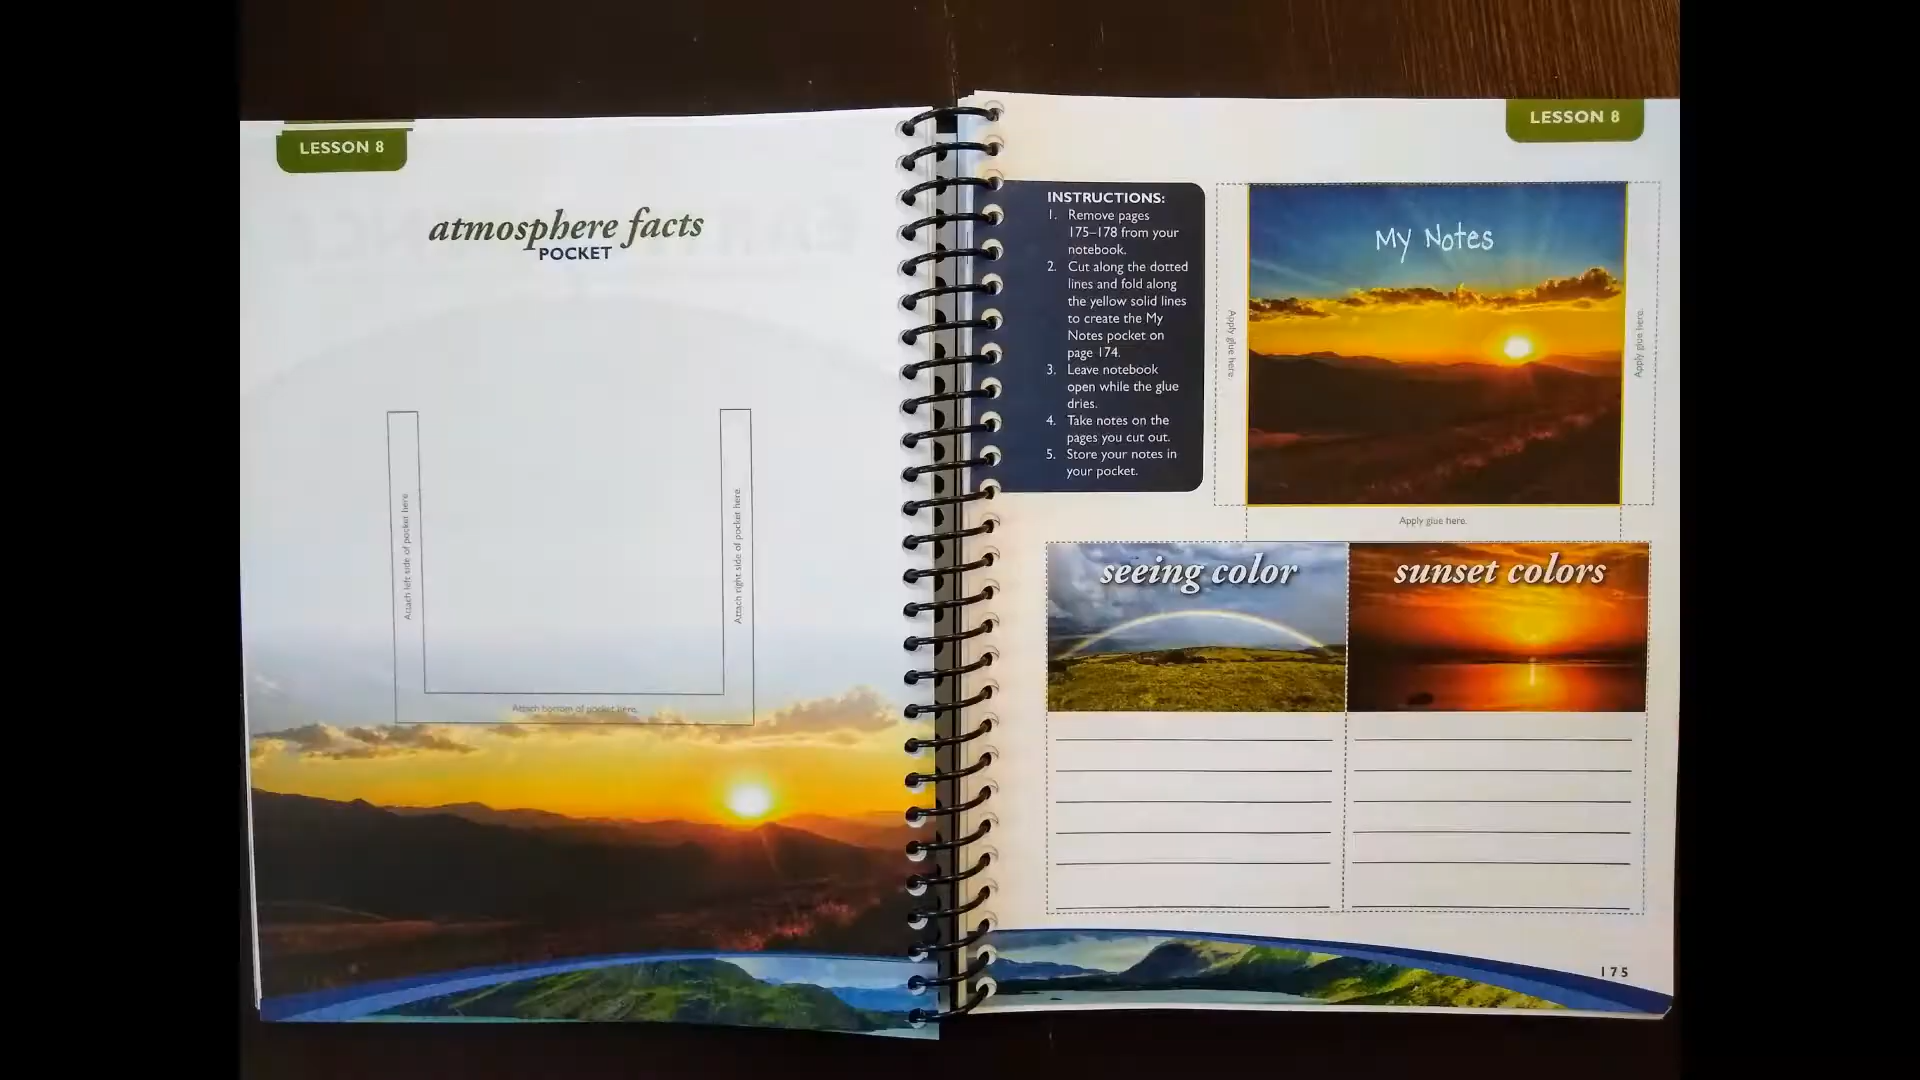 LESSON 8
atmosphere facts
POCKET
Attach left side of pocket here
Attach right side of pocket here
Attach bottom of pocket here.
LESSON 8
INSTRUCTIONS:
1. Remove pages
175–178 from your
notebook.
2. Cut along the dotted
lines and fold along
the yellow solid lines
to create the My
Notes pocket on
page 174.
3. Leave notebook
open while the glue
dries.
4. Take notes on the
pages you cut out.
5. Store your notes in
your pocket.
Apply glue here.
My Notes
Apply glue here.
Apply glue here.
seeing color
sunset colors
175